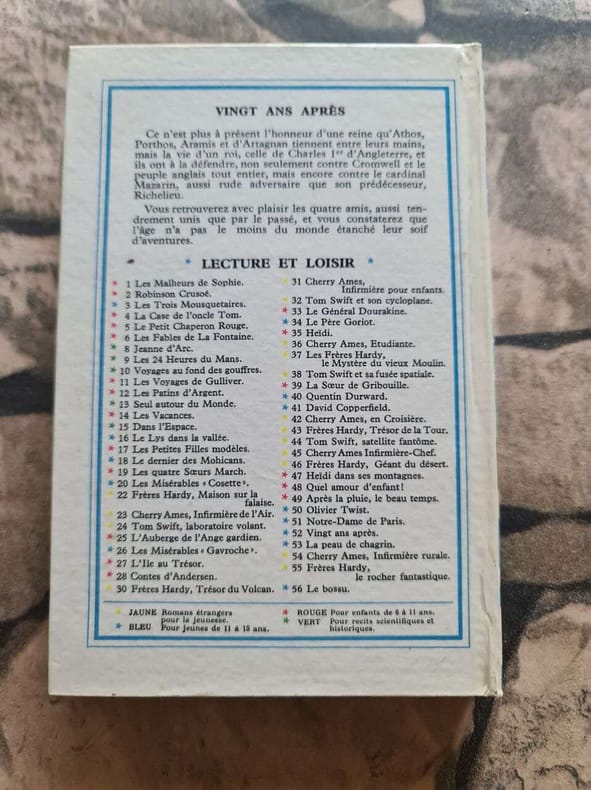 VINGT ANS APRÈS
Ce n'est plus à présent l'honneur d'une reine qu'Athos,
Porthos, Aramis et d'Artagnan tiennent entre leurs mains,
mais la vie d'un roi, celle de Charles 1er d'Angleterre, et
ils ont à la défendre, non seulement contre Cromwell et le
peuple anglais tout entier, mais encore contre le cardinal
Mazarin, aussi rude adversaire que son prédécesseur,
Richelieu.
Vous retrouverez avec plaisir les quatre amis, aussi ten-
drement unis que par le passé, et vous constaterez que
l'âge n'a pas le moins du monde étanché leur soif
d'aventures.
* LECTURE ET LOISIR *
* 1 Les Malheurs de Sophie.
* 2 Robinson Crusoé.
* 3 Les Trois Mousquetaires.
* 4 La Case de l'oncle Tom.
* 5 Le Petit Chaperon Rouge.
* 6 Les Fables de La Fontaine.
* 8 Jeanne d'Arc.
* 9 Les 24 Heures du Mans.
* 10 Voyages au fond des gouffres.
* 11 Les Voyages de Gulliver.
* 12 Les Patins d'Argent.
* 13 Seul autour du Monde.
* 14 Les Vacances.
* 15 Dans l'Espace.
* 16 Le Lys dans la vallée.
* 17 Les Petites Filles modèles.
* 18 Le dernier des Mohicans.
* 19 Les quatre Sœurs March.
* 20 Les Misérables « Cosette ».
* 22 Frères Hardy, Maison sur la
falaise.
* 23 Cherry Ames, Infirmière de l'Air.
* 24 Tom Swift, laboratoire volant.
* 25 L'Auberge de l'Ange gardien.
* 26 Les Misérables « Gavroche ».
* 27 L'Ile au Trésor.
* 28 Contes d'Andersen.
* 30 Frères Hardy, Trésor du Volcan.
* 31 Cherry Ames,
Infirmière pour enfants.
* 32 Tom Swift et son cycloplane.
* 33 Le Général Dourakine.
* 34 Le Père Goriot.
* 35 Heïdi.
* 36 Cherry Ames, Etudiante.
* 37 Les Frères Hardy,
le Mystère du vieux Moulin.
* 38 Tom Swift et sa fusée spatiale.
* 39 La Sœur de Gribouille.
* 40 Quentin Durward.
* 41 David Copperfield.
* 42 Cherry Ames, en Croisière.
* 43 Frères Hardy, Trésor de la Tour.
* 44 Tom Swift, satellite fantôme.
* 45 Cherry Ames Infirmière-Chef.
* 46 Frères Hardy, Géant du désert.
* 47 Heïdi dans ses montagnes.
* 48 Quel amour d'enfant!
* 49 Après la pluie, le beau temps.
* 50 Olivier Twist.
* 51 Notre-Dame de Paris.
* 52 Vingt ans après.
* 53 La peau de chagrin.
* 54 Cherry Ames, Infirmière rurale.
* 55 Frères Hardy,
le rocher fantastique.
* 56 Le bossu.
* JAUNE Romans étrangers
pour la jeunesse.
* BLEU Pour jeunes de 11 à 15 ans.
* ROUGE Pour enfants de 6 à 11 ans.
* VERT Pour recits scientifiques et
historiques.